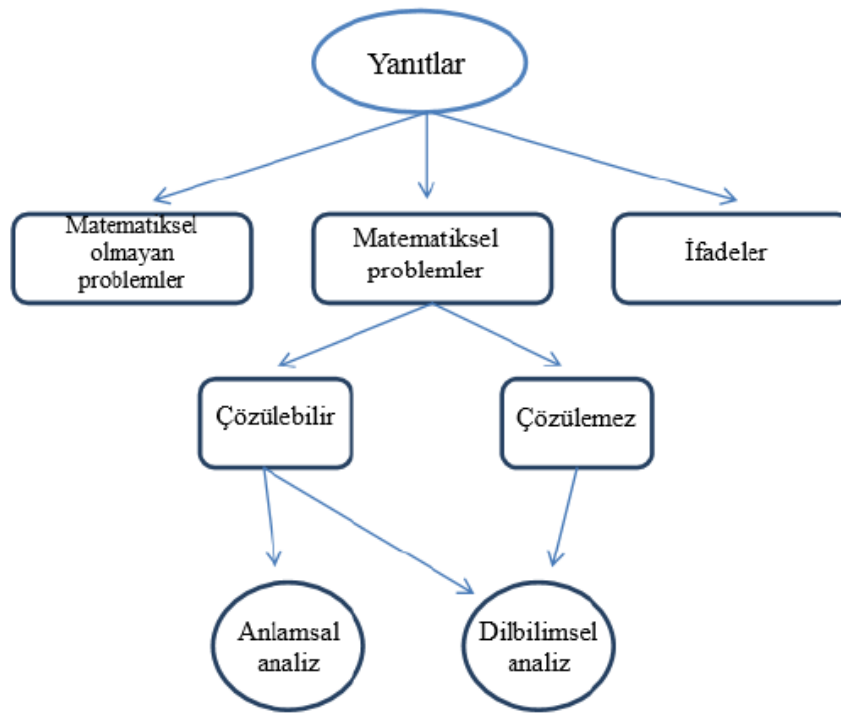 Yanıtlar
Matematiksel
olmayan
problemler
Matematiksel
problemler
İfadeler
Çözülebilir
Çözülemez
Anlamsal
analiz
Dilbilimsel
analiz